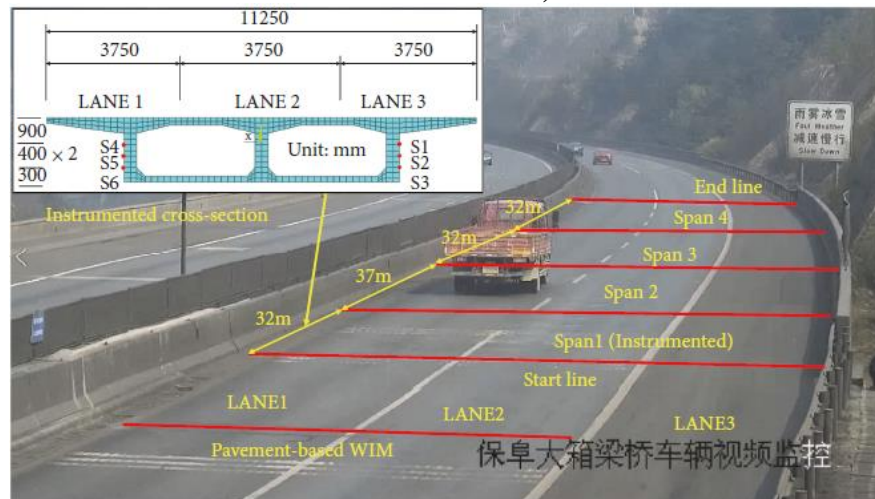 11250
3750 3750 3750
LANE 1 LANE 2 LANE 3
900
400 × 2
300
S4
S5
S6
x
Unit: mm
S1
S2
S3
Instrumented cross-section
雨雾冰雪
Foul Weather
减速慢行
Slow Down
End line
32m
Span 4
32m
Span 3
37m
Span 2
32m
Span1 (Instrumented)
Start line
LANE1
LANE2
LANE3
Pavement-based WIM
保阜大箱梁桥车辆视频监控